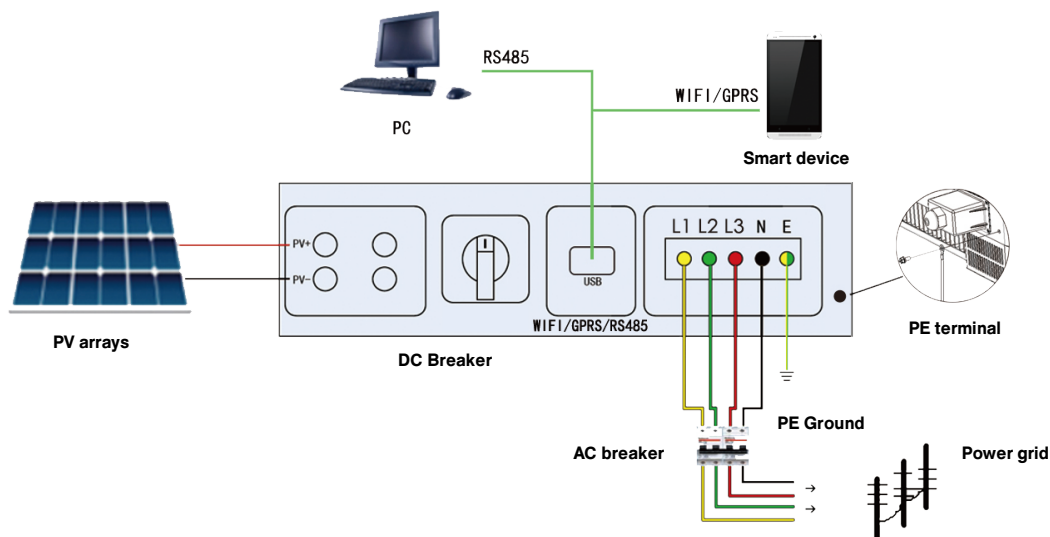 RS485
WIFI/GPRS
PC
Smart device
L1 L2 L3 N E
PV+
PV-
USB
WIFI/GPRS/RS485
PE terminal
PV arrays
DC Breaker
PE Ground
AC breaker
Power grid